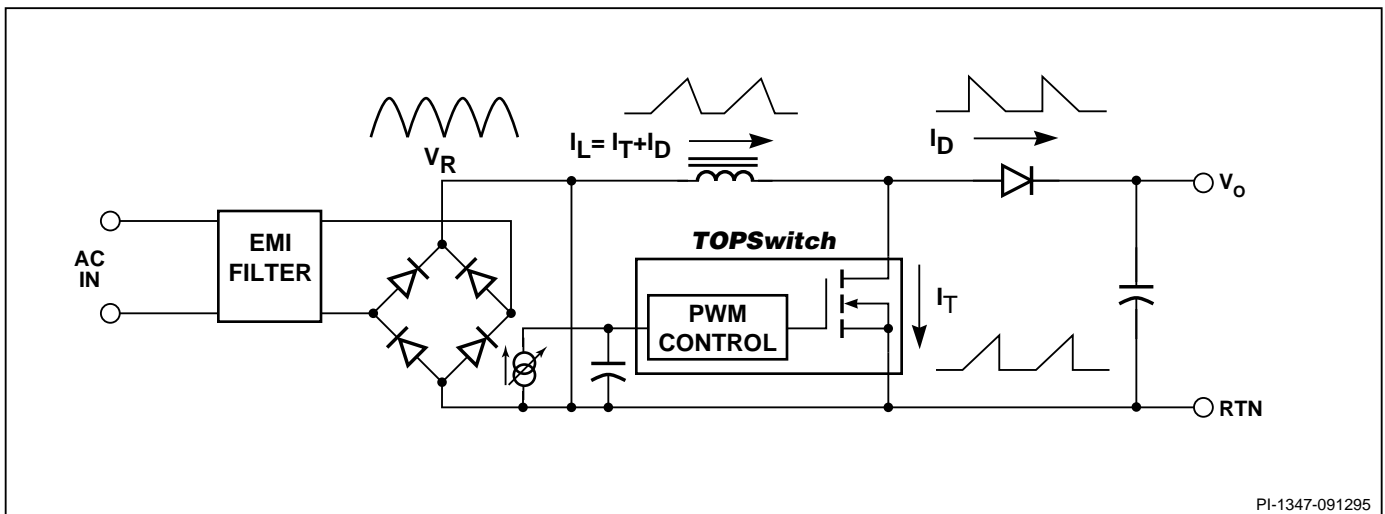 V_R
I_L= I_T+I_D
I_D
V_O
AC
IN
EMI
FILTER
TOPSwitch
PWM
CONTROL
I_T
RTN
PI-1347-091295